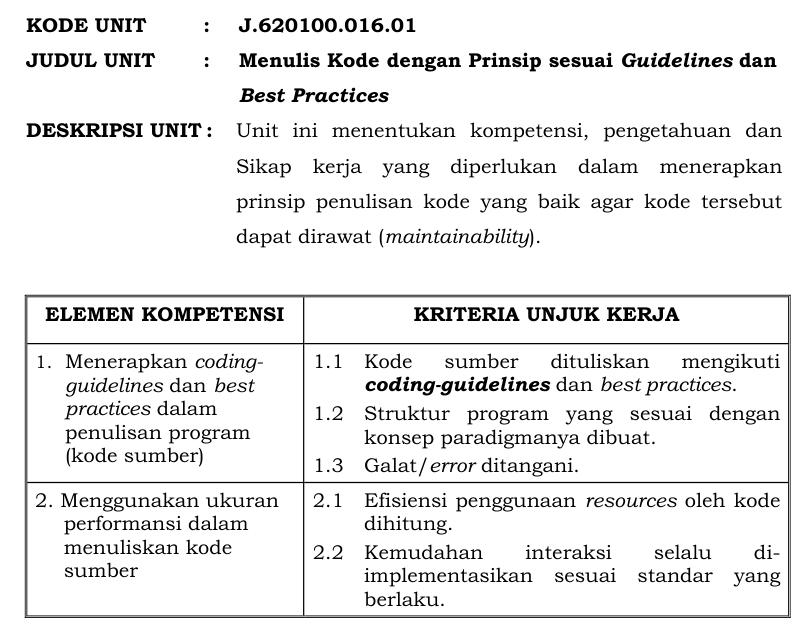 KODE UNIT : J.620100.016.01
JUDUL UNIT : Menulis Kode dengan Prinsip sesuai Guidelines dan
Best Practices
DESKRIPSI UNIT : Unit ini menentukan kompetensi, pengetahuan dan
Sikap kerja yang diperlukan dalam menerapkan
prinsip penulisan kode yang baik agar kode tersebut
dapat dirawat (maintainability).
ELEMEN KOMPETENSI
KRITERIA UNJUK KERJA
1. Menerapkan coding-
guidelines dan best
practices dalam
penulisan program
(kode sumber)
1.1 Kode sumber dituliskan mengikuti
coding-guidelines dan best practices.
1.2 Struktur program yang sesuai dengan
konsep paradigmanya dibuat.
1.3 Galat/error ditangani.
2. Menggunakan ukuran
performansi dalam
menuliskan kode
sumber
2.1 Efisiensi penggunaan resources oleh kode
dihitung.
2.2 Kemudahan interaksi selalu di-
implementasikan sesuai standar yang
berlaku.